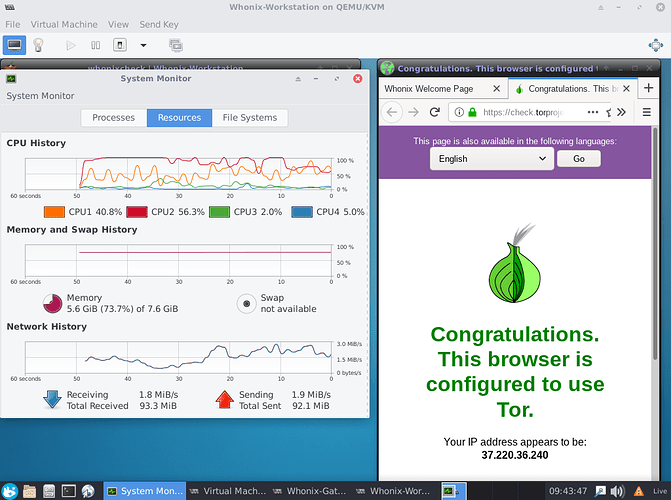 Whonix-Workstation on QEMU/KVM
File Virtual Machine View Send Key
whonixcheck | Whonix-Workstation
System Monitor
System Monitor
Processes Resources File Systems
CPU History
100 %
50 %
0 %
60 seconds 50 40 30 20 10 0
CPU1 40.8% CPU2 56.3% CPU3 2.0% CPU4 5.0%
Memory and Swap History
100 %
50 %
0 %
60 seconds 50 40 30 20 10 0
Memory
5.6 GiB (73.7%) of 7.6 GiB
Swap
not available
Network History
3.0 MiB/s
1.5 MiB/s
0 bytes/s
60 seconds 50 40 30 20 10 0
Receiving 1.8 MiB/s
Total Received 93.3 MiB
Sending 1.9 MiB/s
Total Sent 92.1 MiB
Congratulations. This browser is configured
Whonix Welcome Page
Congratulations. This b
https://check.torproje
This page is also available in the following languages:
English Go
Congratulations.
This browser is
configured to use
Tor.
Your IP address appears to be:
37.220.36.240
System Mon... Virtual Mach... Whonix-Gat... Whonix-Wor... 09:43:47 Live